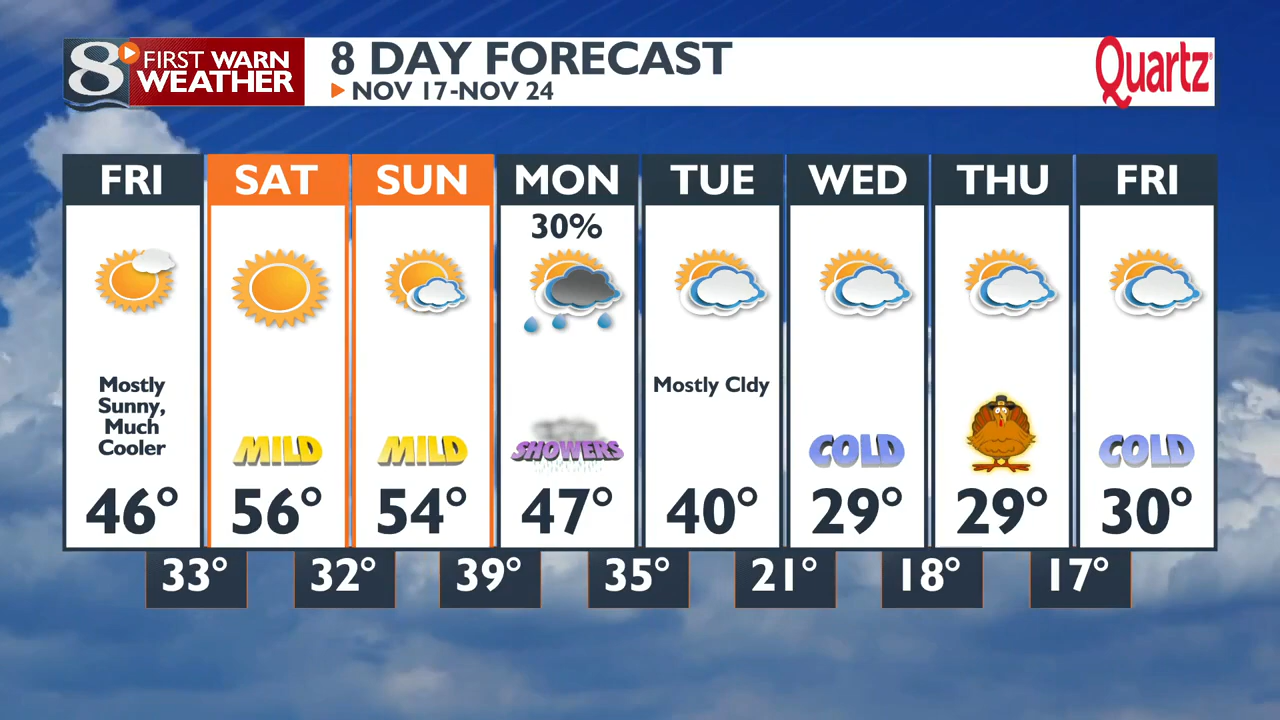 8 FIRST WARN
WEATHER
8 DAY FORECAST
NOV 17-NOV 24
Quartz®
FRI SAT SUN MON TUE WED THU FRI
30%
Mostly
Sunny,
Much
Cooler
Mostly Cldy
MILD MILD SHOWERS COLD COLD
46° 56° 54° 47° 40° 29° 29° 30°
33° 32° 39° 35° 21° 18° 17°